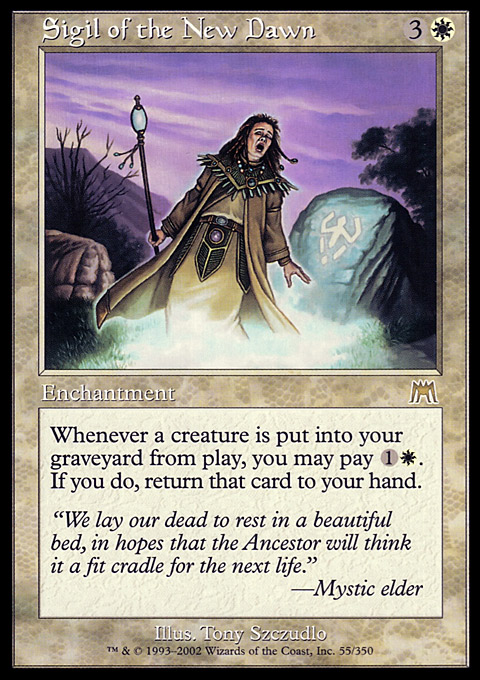 Sigil of the New Dawn 3
Enchantment
Whenever a creature is put into your
graveyard from play, you may pay 1.
If you do, return that card to your hand.
“We lay our dead to rest in a beautiful
bed, in hopes that the Ancestor will think
it a fit cradle for the next life.”
—Mystic elder
Illus. Tony Szczudlo
™ & © 1993–2002 Wizards of the Coast, Inc. 55/350